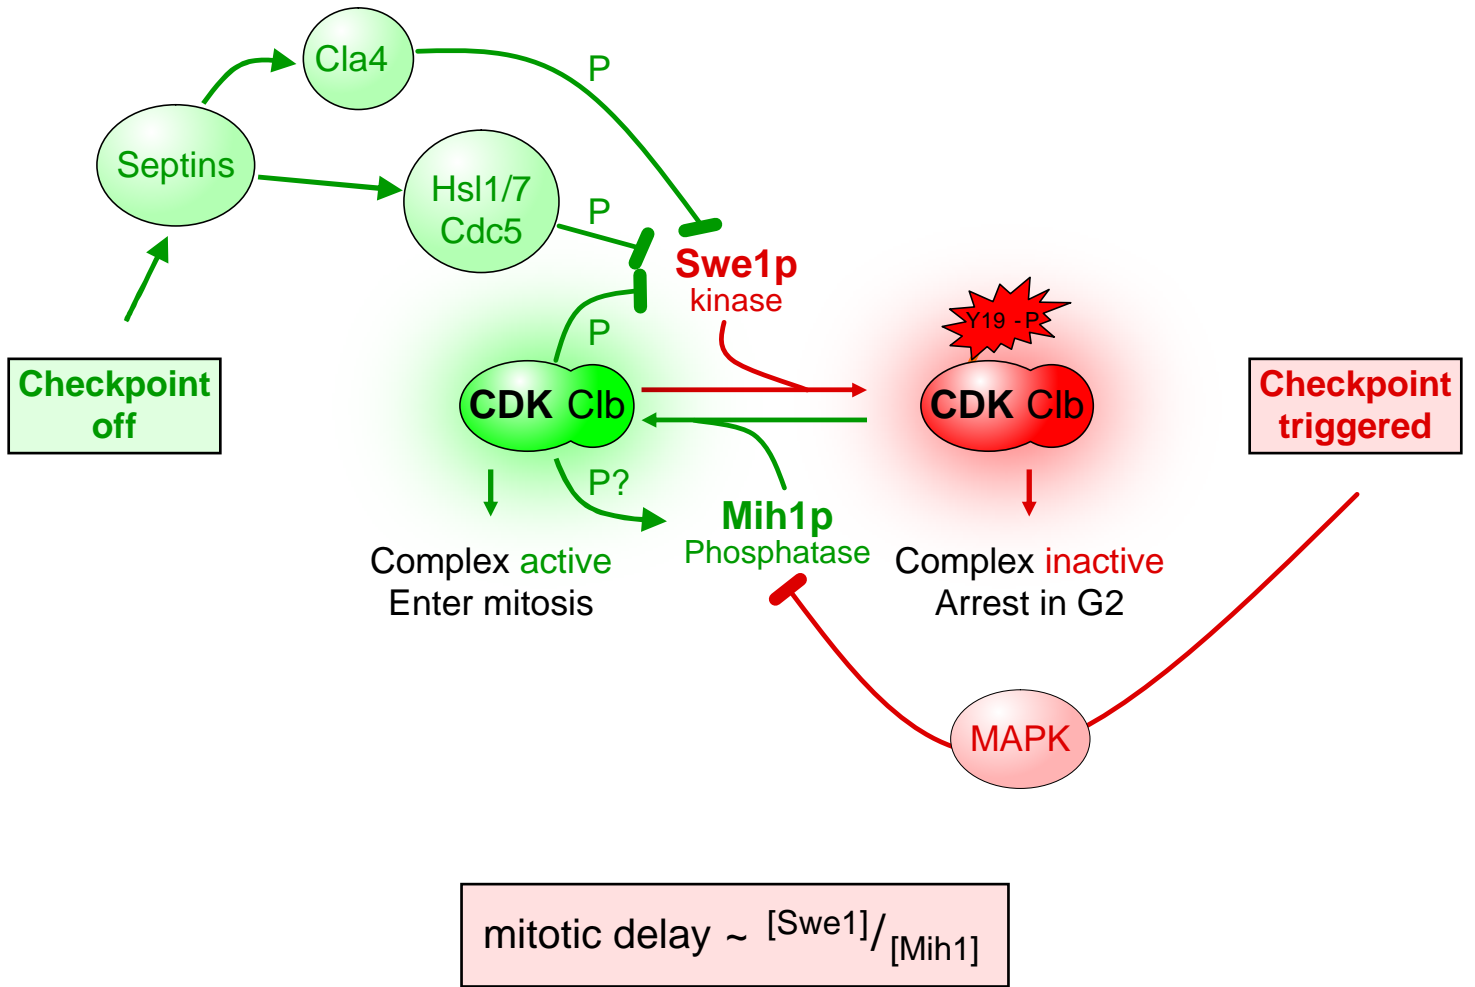 Cla4
P
Septins
Hsl1/7
Cdc5
P
Swe1p
kinase
P
Y19 - P
Checkpoint
off
CDK Clb
CDK Clb
Checkpoint
triggered
P?
Mih1p
Phosphatase
Complex active
Enter mitosis
Complex inactive
Arrest in G2
MAPK
mitotic delay ~ [Swe1]/[Mih1]